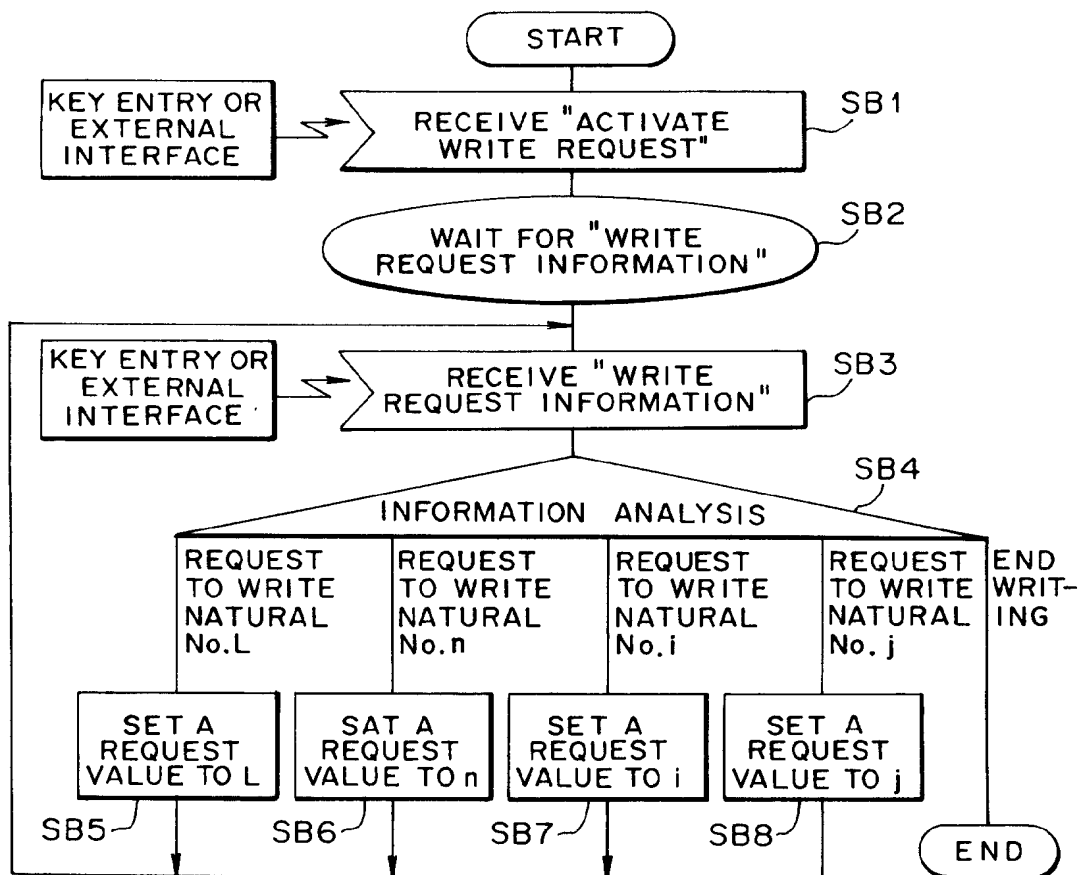 START
KEY ENTRY OR
EXTERNAL
INTERFACE
RECEIVE "ACTIVATE
WRITE REQUEST"
SB1
WAIT FOR "WRITE
REQUEST INFORMATION"
SB2
KEY ENTRY OR
EXTERNAL
INTERFACE
RECEIVE "WRITE
REQUEST INFORMATION"
SB3
SB4
INFORMATION ANALYSIS
REQUEST
TO WRITE
NATURAL
No.L
REQUEST
TO WRITE
NATURAL
No.n
REQUEST
TO WRITE
NATURAL
No.i
REQUEST
TO WRITE
NATURAL
No.j
END
WRIT-
ING
SET A
REQUEST
VALUE TO L
SB5
SAT A
REQUEST
VALUE TO n
SB6
SET A
REQUEST
VALUE TO i
SB7
SET A
REQUEST
VALUE TO j
SB8
END